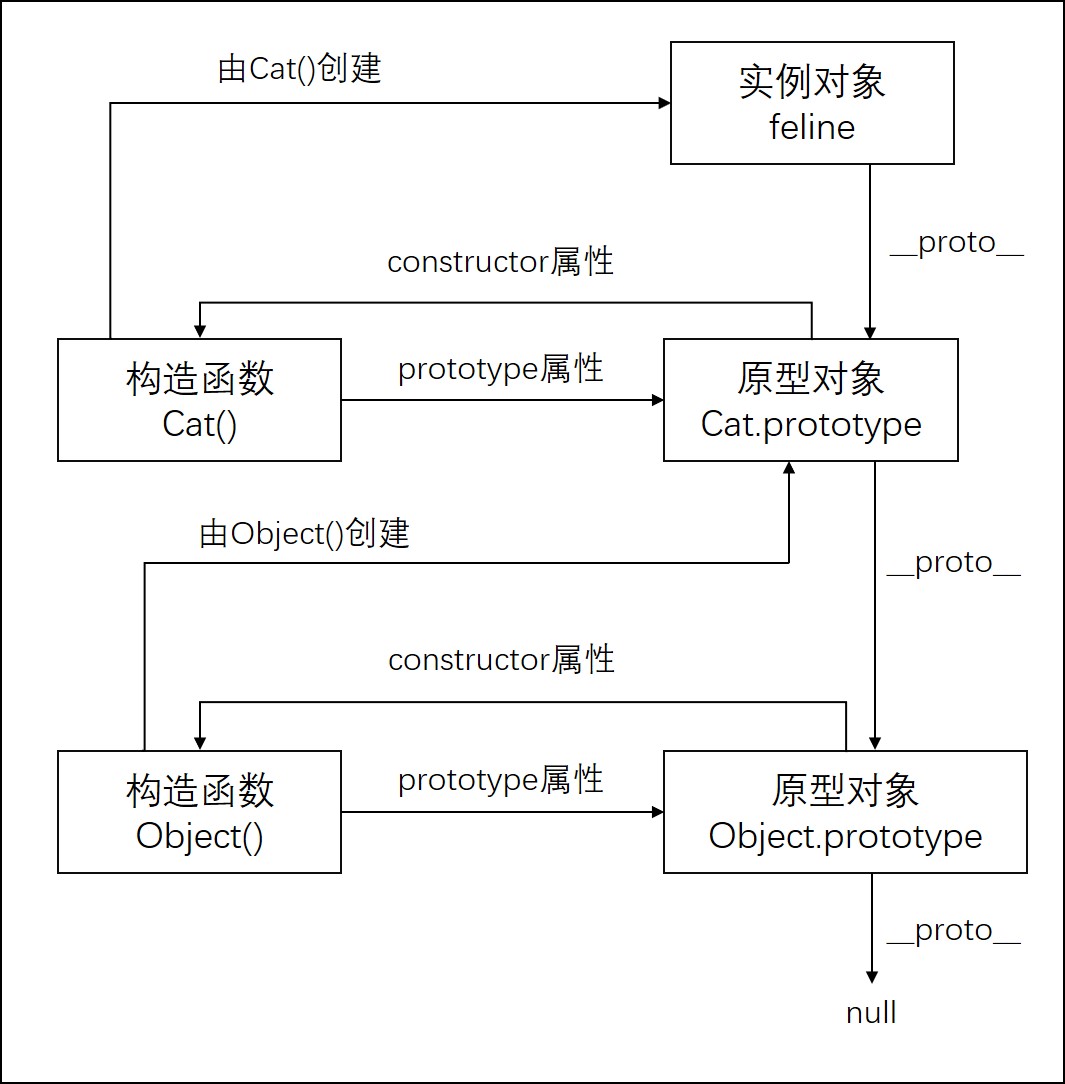 由Cat()创建
实例对象
feline
__proto__
constructor属性
构造函数
Cat()
prototype属性
原型对象
Cat.prototype
由Object()创建
__proto__
constructor属性
构造函数
Object()
prototype属性
原型对象
Object.prototype
__proto__
null